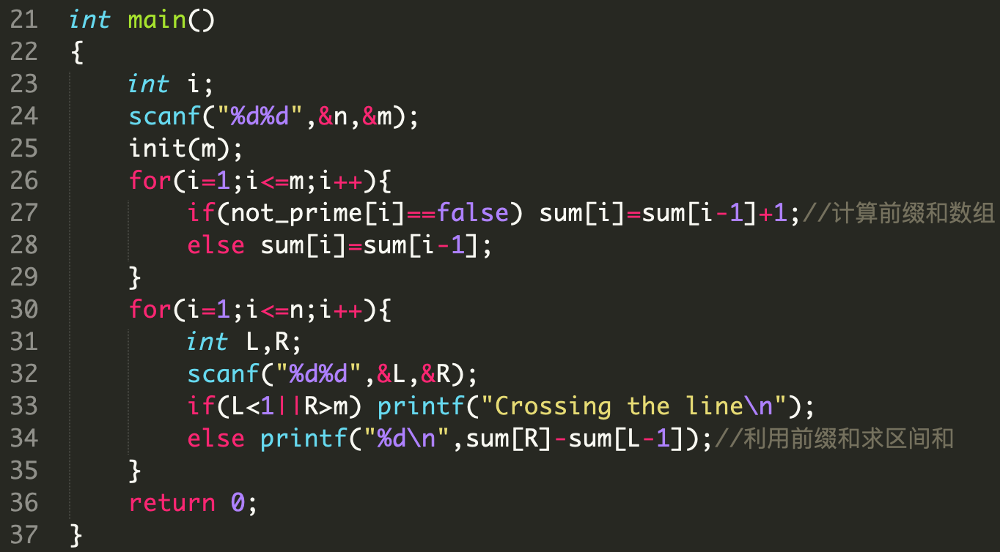 21 int main()
22 {
23     int i;
24     scanf("%d%d",&n,&m);
25     init(m);
26     for(i=1;i<=m;i++){
27         if(not_prime[i]==false) sum[i]=sum[i-1]+1;//计算前缀和数组
28         else sum[i]=sum[i-1];
29     }
30     for(i=1;i<=n;i++){
31         int L,R;
32         scanf("%d%d",&L,&R);
33         if(L<1||R>m) printf("Crossing the line\n");
34         else printf("%d\n",sum[R]-sum[L-1]);//利用前缀和求区间和
35     }
36     return 0;
37 }